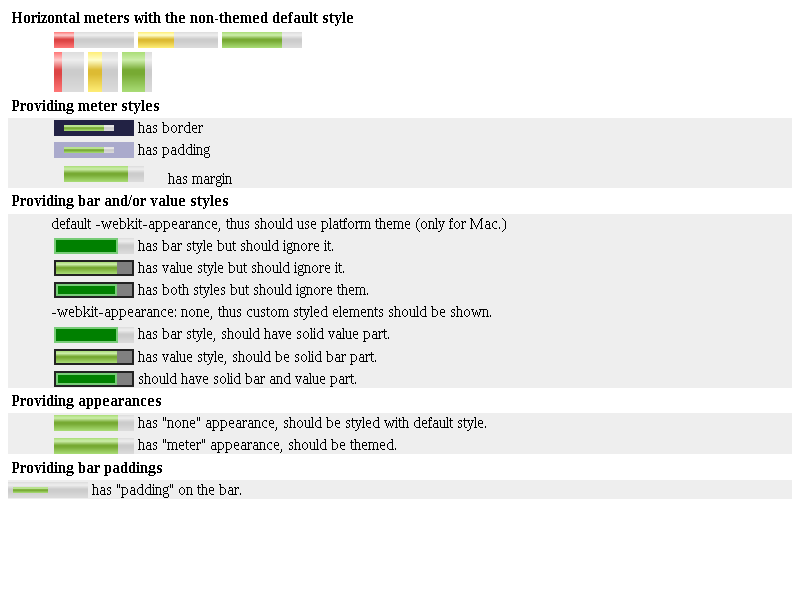 Horizontal meters with the non-themed default style
Providing meter styles
has border
has padding
has margin
Providing bar and/or value styles
default -webkit-appearance, thus should use platform theme (only for Mac.)
has bar style but should ignore it.
has value style but should ignore it.
has both styles but should ignore them.
-webkit-appearance: none, thus custom styled elements should be shown.
has bar style, should have solid value part.
has value style, should be solid bar part.
should have solid bar and value part.
Providing appearances
has "none" appearance, should be styled with default style.
has "meter" appearance, should be themed.
Providing bar paddings
has "padding" on the bar.